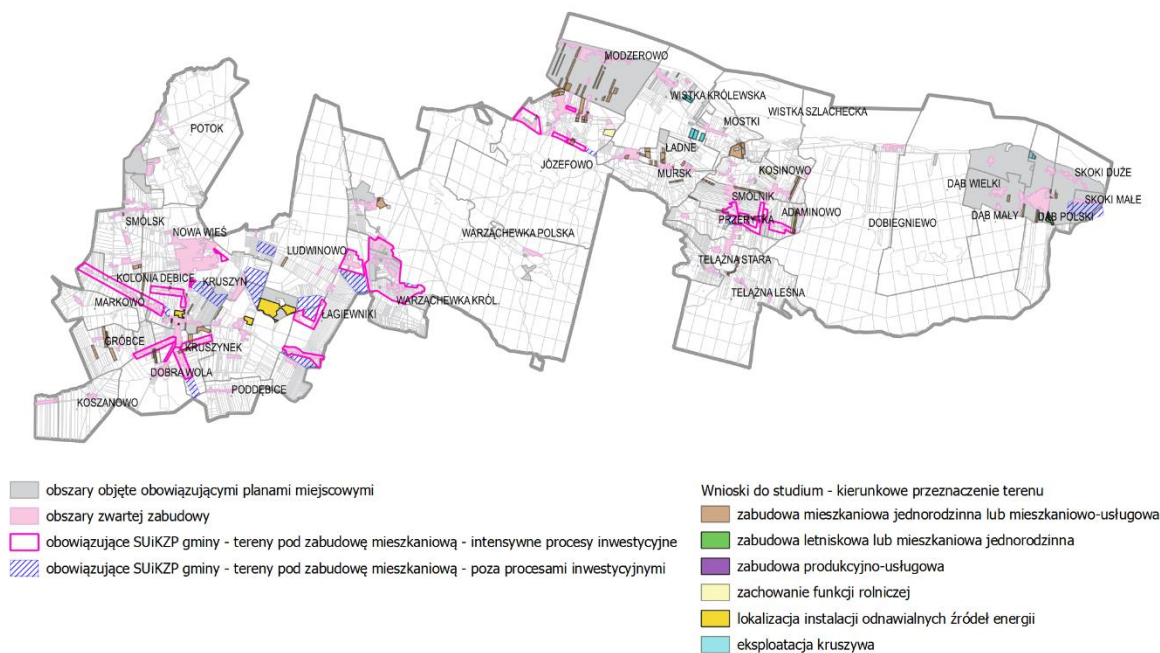 MODZEROWO
WISTKA KRÓLEWSKA
WISTKA SZLACHECKA
MOSTKI
POTOK
ŁADNE
JÓZEFOWO
MURSK
KOSINOWO
SKOKI DUŻE
DĄB WIELKI
SMÓLNIK
SKOKI MAŁE
SMÓLSK
PRZERYTKA
ADAMINOWO
DĄB POLSKI
DĄB MAŁY
DOBIEGNIEWO
NOWA WIEŚ
WARZĄCHEWKA POLSKA
LUDWINOWO
TELĄŻNA STARA
KOLONIA DĘBICE
KRUSZYN
TELĄŻNA LEŚNA
MARKOWO
WARZĄCHEWKA KRÓL.
ŁAGIEWNIKI
GRÓBCE
KRUSZYNEK
DOBRA WOLA
PODDĘBICE
KOSZANOWO
obszary objęte obowiązującymi planami miejscowymi
obszary zwartej zabudowy
obowiązujące SUiKZP gminy - tereny pod zabudowę mieszkaniową - intensywne procesy inwestycyjne
obowiązujące SUiKZP gminy - tereny pod zabudowę mieszkaniową - poza procesami inwestycyjnymi
Wnioski do studium - kierunkowe przeznaczenie terenu
zabudowa mieszkaniowa jednorodzinna lub mieszkaniowo-usługowa
zabudowa letniskowa lub mieszkaniowa jednorodzinna
zabudowa produkcyjno-usługowa
zachowanie funkcji rolniczej
lokalizacja instalacji odnawialnych źródeł energii
eksploatacja kruszywa